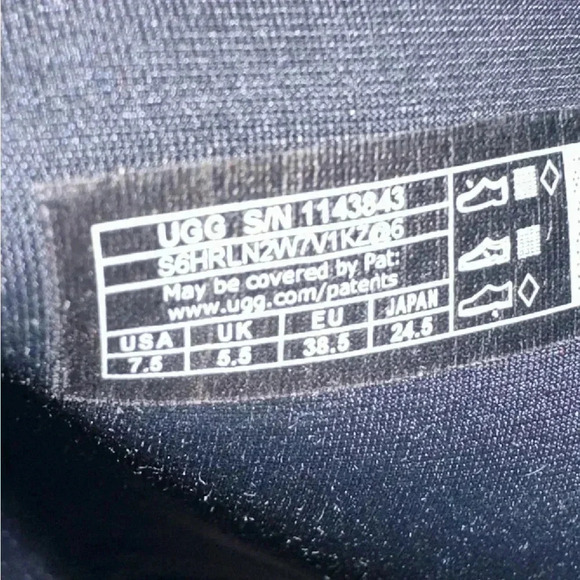 UGG S/N 1143843
S6HRLN2W7V1KZ@6
May be covered by Pat:
www.ugg.com/patents
USA UK EU JAPAN
7.5 5.5 38.5 24.5